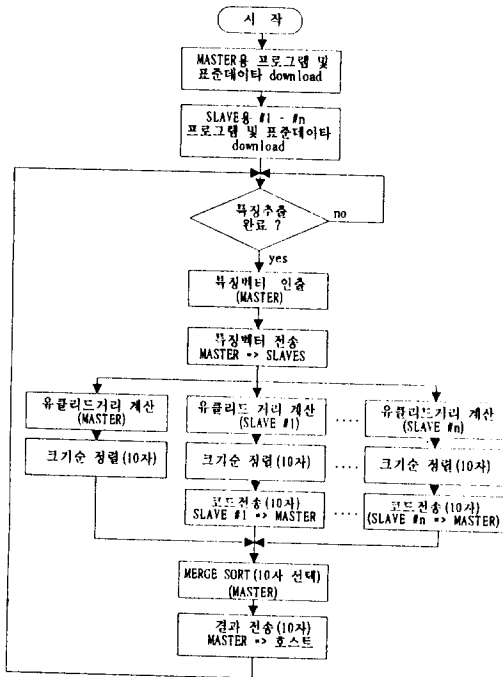 시 작
MASTER용 프로그램 및
표준데이타 download
SLAVE용 #1 - #n
프로그램 및 표준데이타
download
특징추출
완료 ?
no
yes
특징벡터 인출
(MASTER)
특징벡터 전송
MASTER => SLAVES
유클리드거리 계산
(MASTER)
유클리드 거리 계산
(SLAVE #1)
....
유클리드거리 계산
(SLAVE #n)
크기순 정렬(10자)
크기순 정렬(10자)
....
크기순 정렬(10자)
코드전송(10자)
SLAVE #1 => MASTER
....
코드전송(10자)
(SLAVE #n => MASTER)
MERGE SORT(10자 선택)
(MASTER)
결과 전송(10자)
MASTER => 호스트